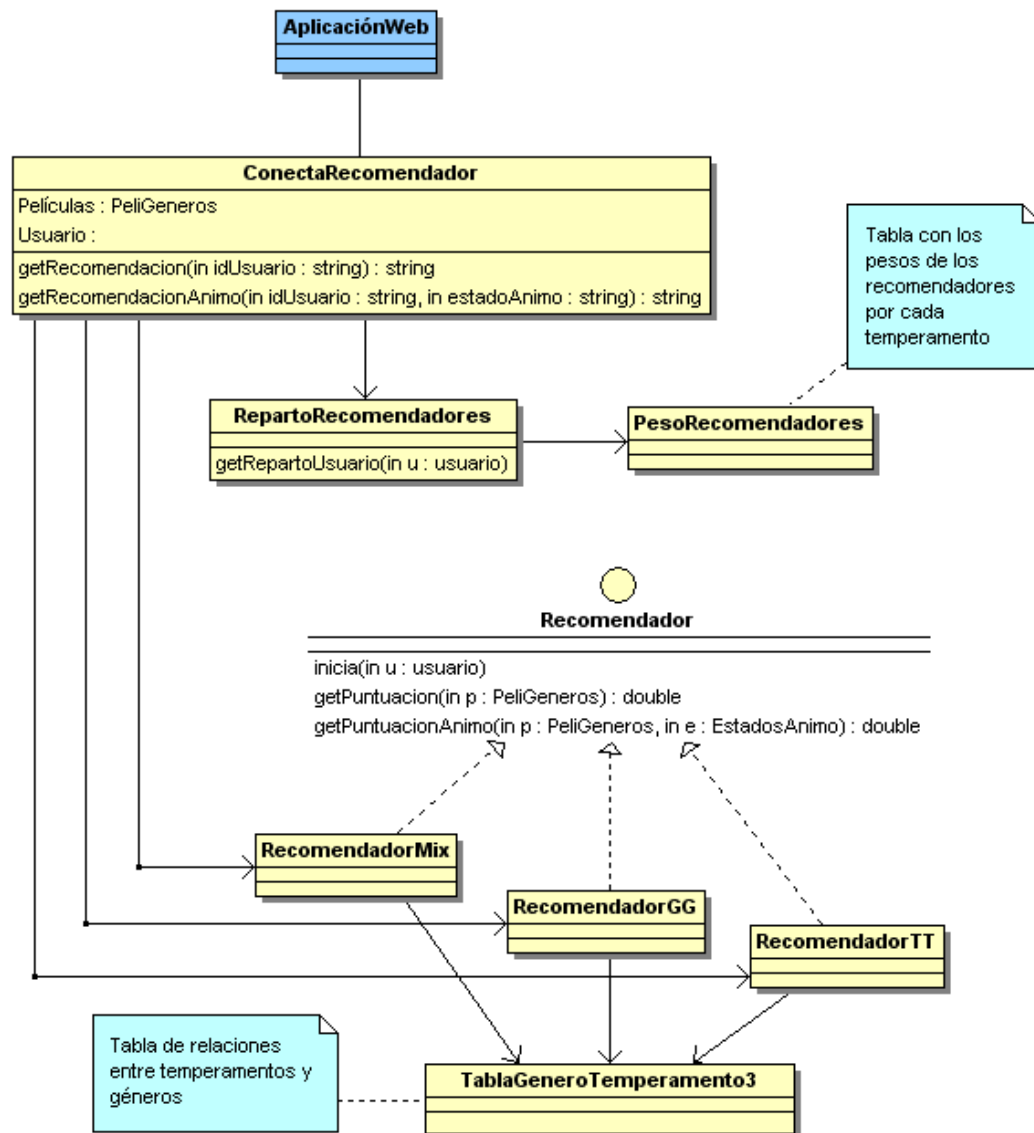 AplicaciónWeb
ConectaRecomendador
Películas : PeliGeneros
Usuario :
getRecomendacion(in idUsuario : string) : string
getRecomendacionAnimo(in idUsuario : string, in estadoAnimo : string) : string
Tabla con los
pesos de los
recomendadores
por cada
temperamento
RepartoRecomendadores
getRepartoUsuario(in u : usuario)
PesoRecomendadores
Recomendador
inicia(in u : usuario)
getPuntuacion(in p : PeliGeneros) : double
getPuntuacionAnimo(in p : PeliGeneros, in e : EstadosAnimo) : double
RecomendadorMix
RecomendadorGG
RecomendadorTT
Tabla de relaciones
entre temperamentos y
géneros
TablaGeneroTemperamento3